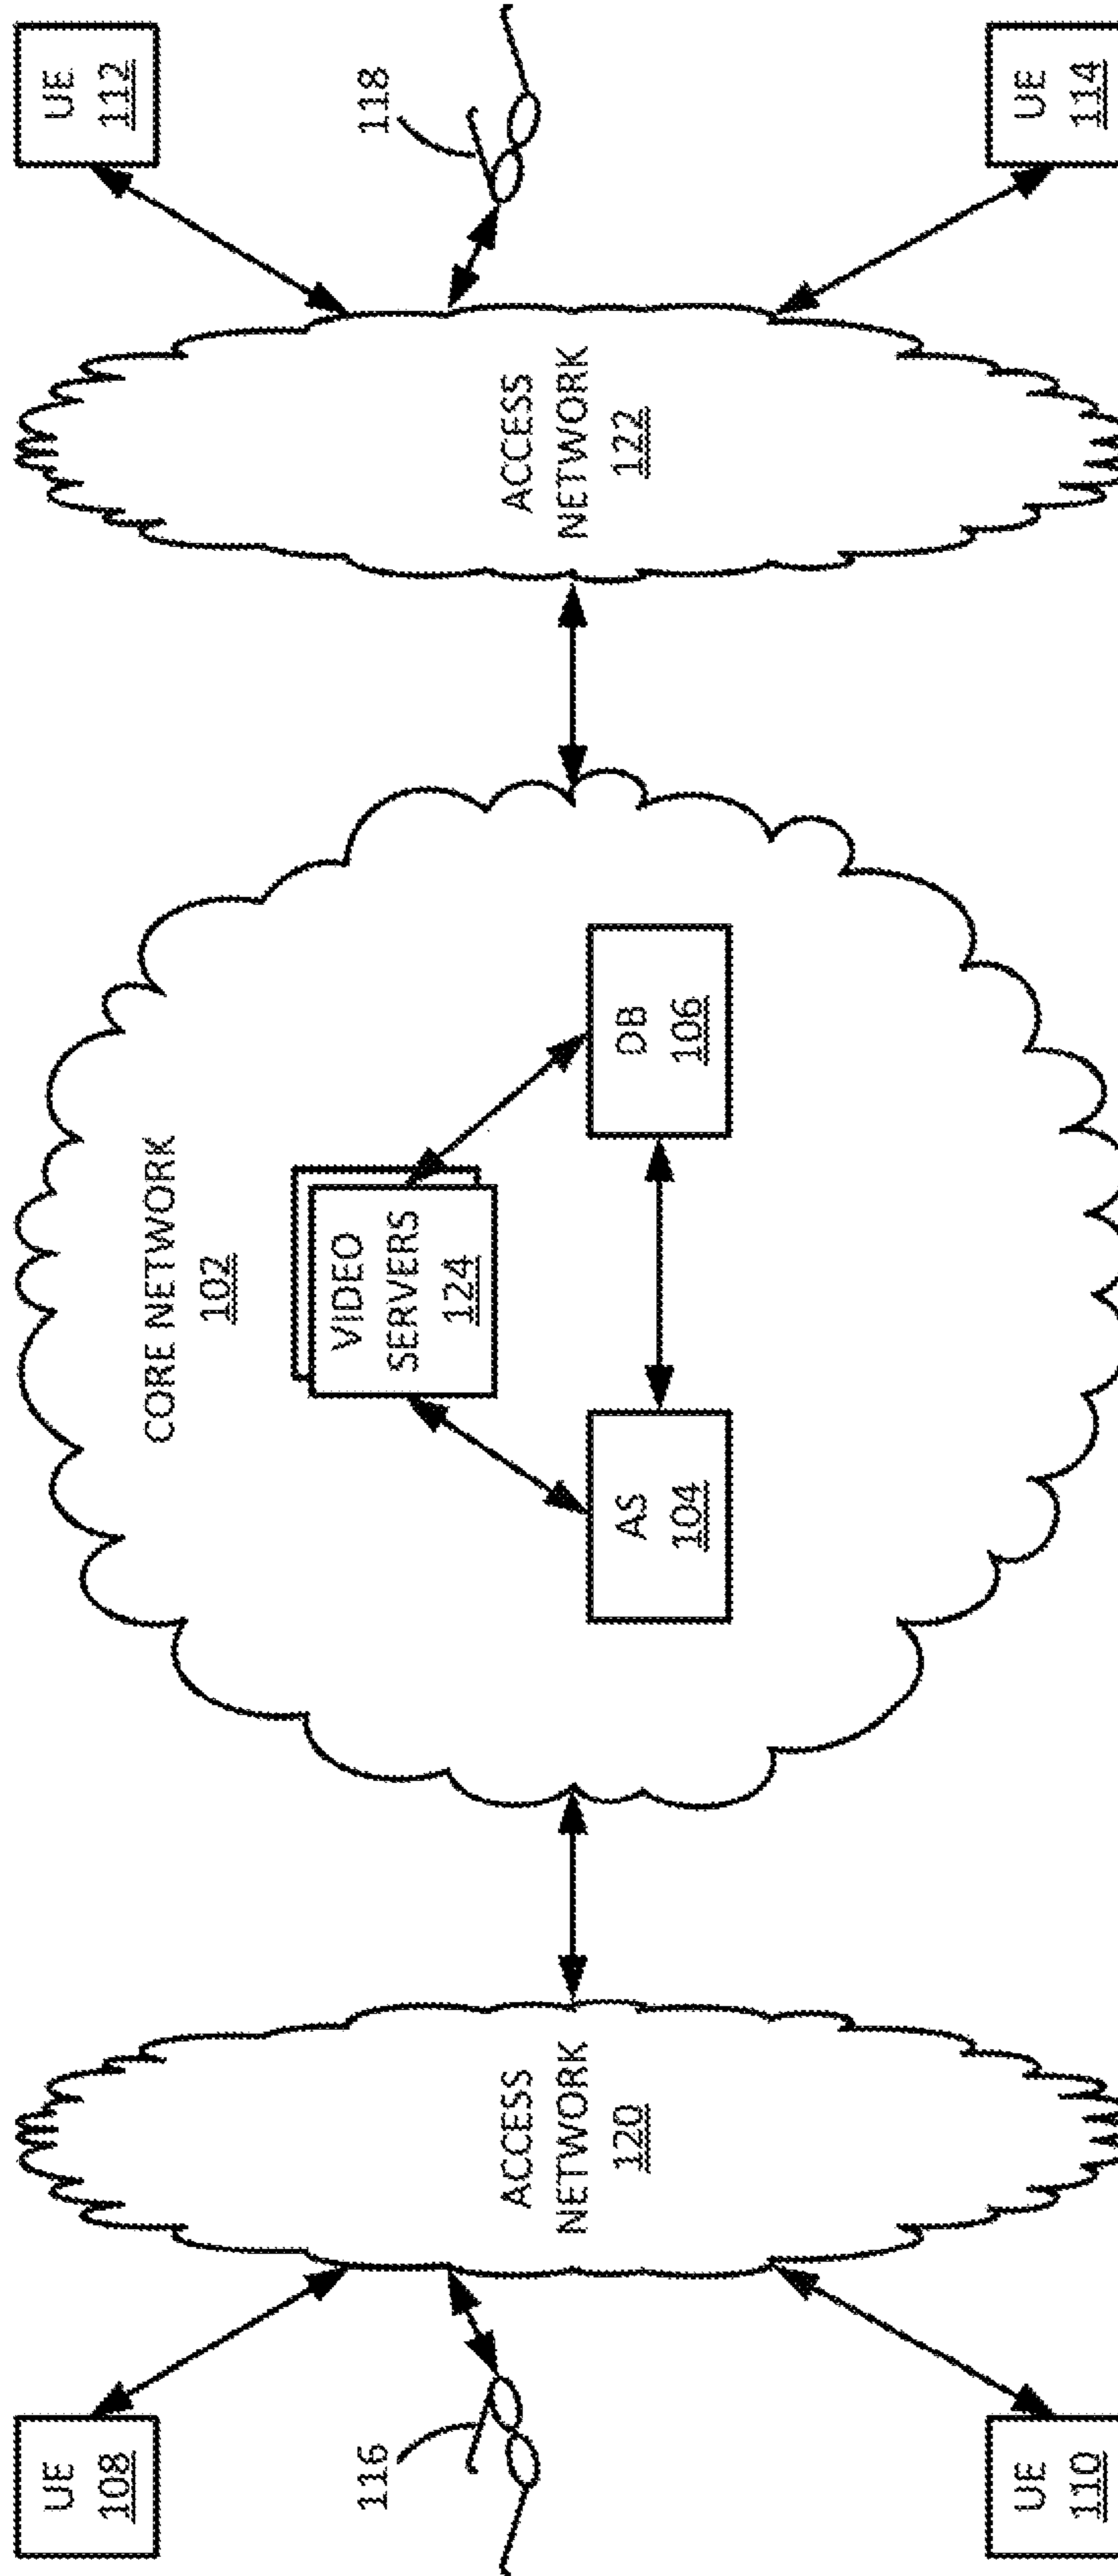 UE
108
116
UE
110
ACCESS
NETWORK
120
CORE NETWORK
102
VIDEO
SERVERS
124
AS
104
DB
106
ACCESS
NETWORK
122
UE
112
118
UE
114